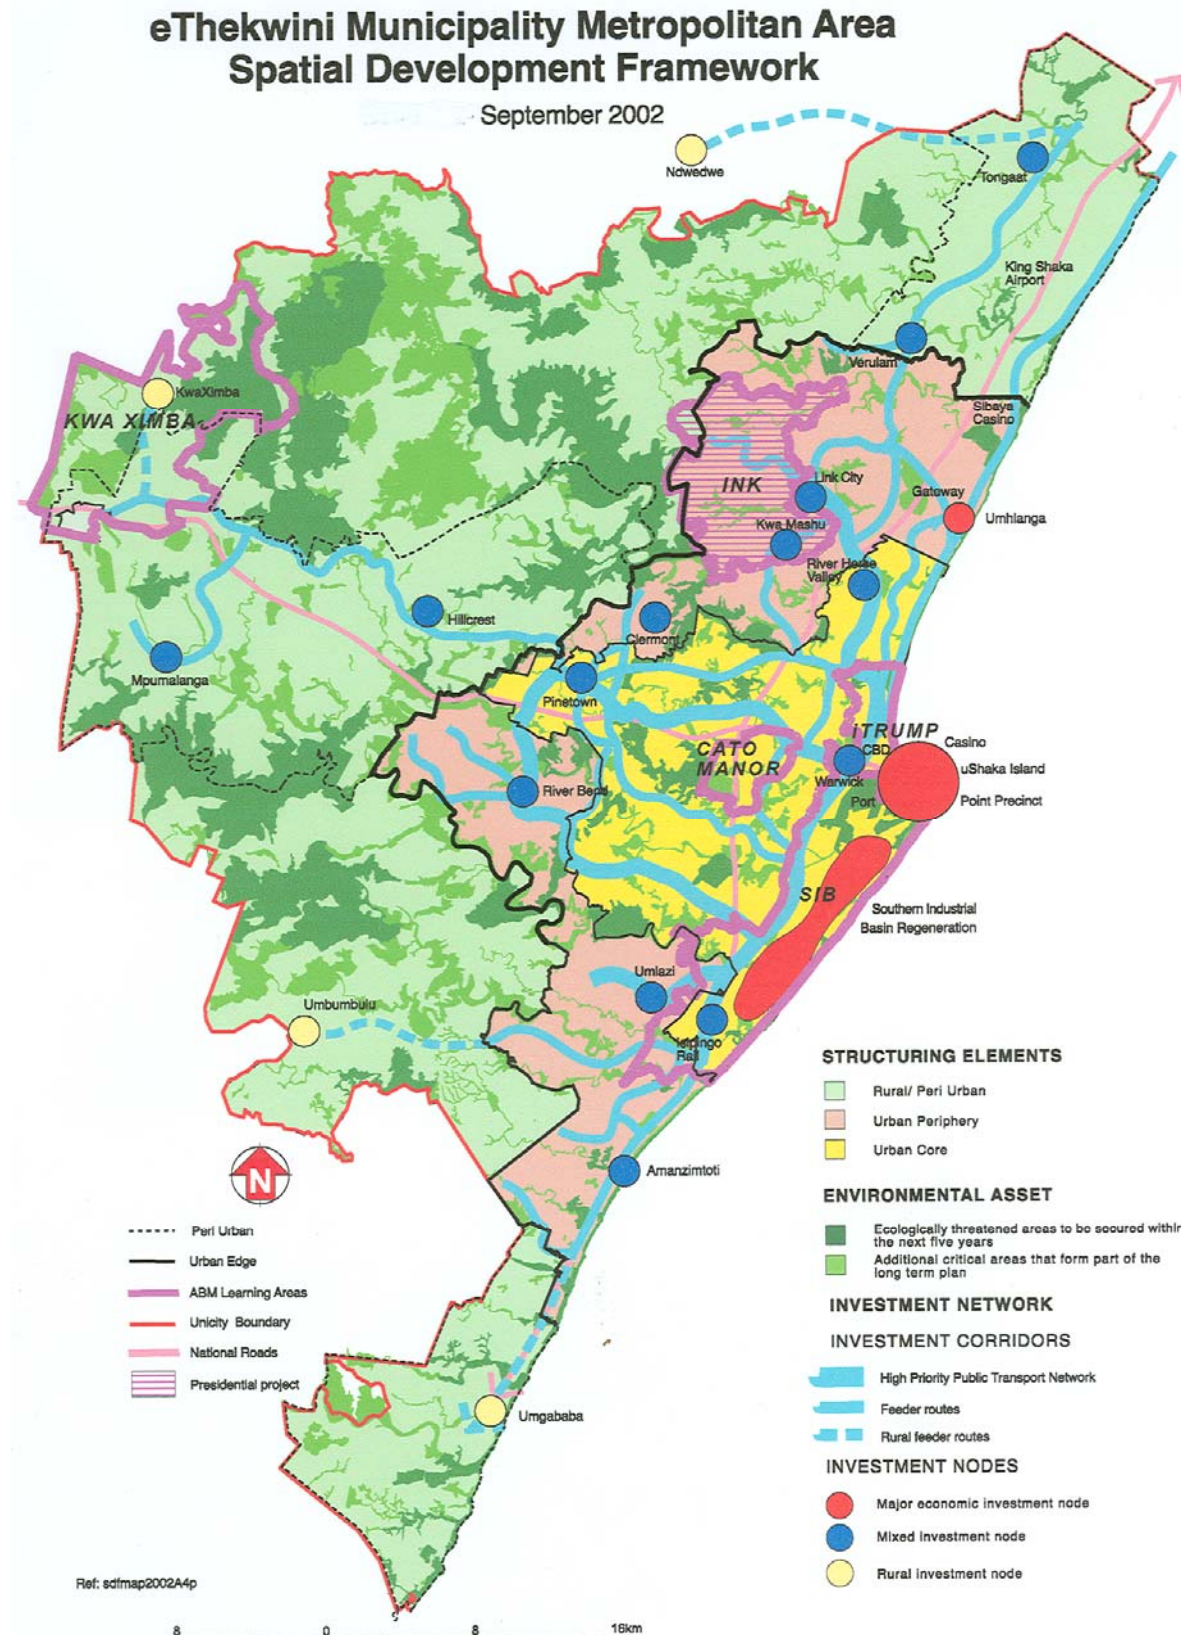 eThekwini Municipality Metropolitan Area
Spatial Development Framework
September 2002
Ndwedwe
Tongaat
King Shaka
Airport
Verulam
KwaXimba
KWA XIMBA
Sibaya
Casino
INK
Link City
Gateway
Umhlanga
Kwa Mashu
River Horse
Valley
Hillcrest
Clermont
Mpumalanga
Pinetown
iTRUMP
CATO
MANOR
CBD
Casino
Warwick
uShaka Island
River Bend
Port
Point Precinct
SIB
Southern Industrial
Basin Regeneration
Umlazi
Umbumbulu
Isipingo
Rail
Amanzimtoti
Umgababa
N
Peri Urban
Urban Edge
ABM Learning Areas
Unicity Boundary
National Roads
Presidential project
STRUCTURING ELEMENTS
Rural/ Peri Urban
Urban Periphery
Urban Core
ENVIRONMENTAL ASSET
Ecologically threatened areas to be secured within
the next five years
Additional critical areas that form part of the
long term plan
INVESTMENT NETWORK
INVESTMENT CORRIDORS
High Priority Public Transport Network
Feeder routes
Rural feeder routes
INVESTMENT NODES
Major economic investment node
Mixed investment node
Rural investment node
Ref: sdfmap2002A4p
8 0 8 16km